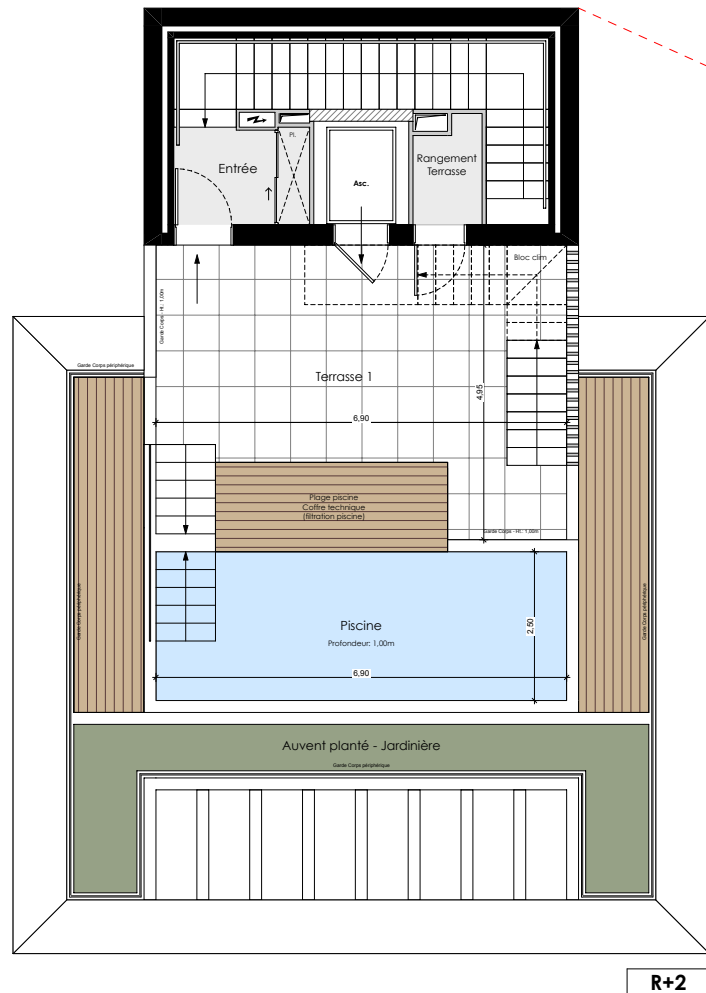 Pl.
Entrée
Asc.
Rangement
Terrasse
Bloc clim
Garde Corps - Ht.: 1,00m
Garde Corps périphérique
Terrasse 1
4,95
6,90
Plage piscine
Coffre technique
(filtration piscine)
Garde Corps - Ht.: 1,00m
Piscine
Profondeur: 1,00m
2,50
Garde Corps périphérique
Garde Corps périphérique
6,90
Auvent planté - Jardinière
Garde Corps périphérique
R+2